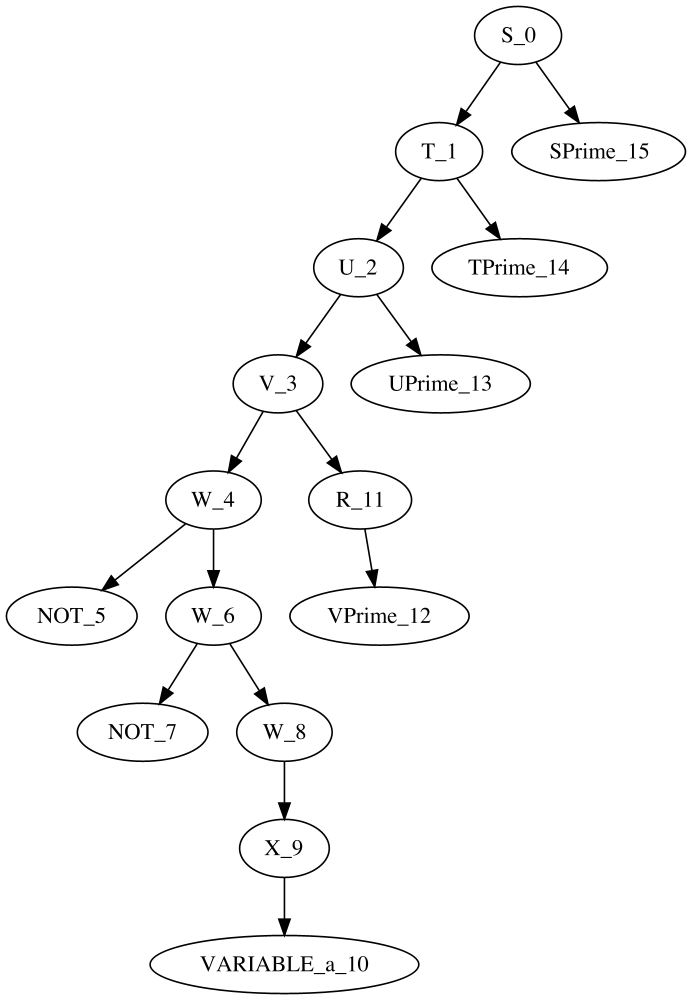 S_0
T_1
SPrime_15
U_2
TPrime_14
V_3
UPrime_13
W_4
R_11
NOT_5
W_6
VPrime_12
NOT_7
W_8
X_9
VARIABLE_a_10